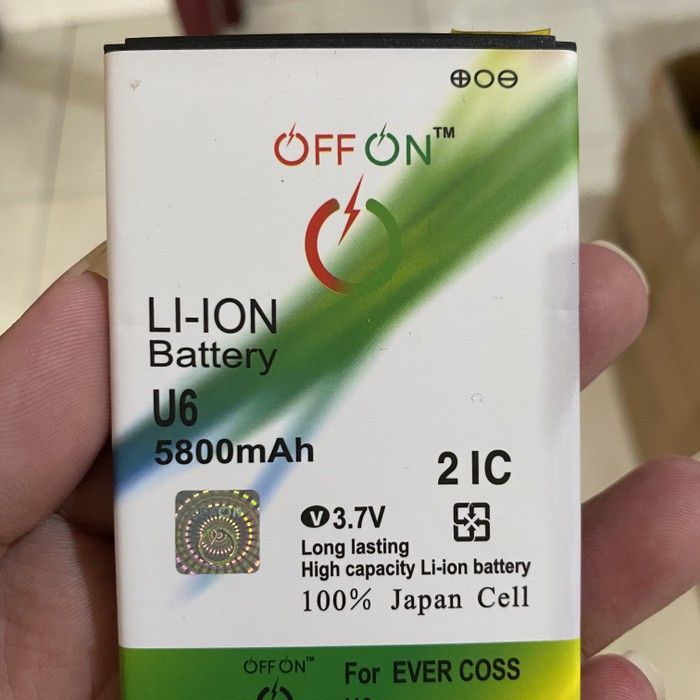 ⊕○⊖
OFF ON™
LI-ION
Battery
U6
5800mAh
2 IC
V 3.7V
Long lasting
High capacity Li-ion battery
100% Japan Cell
OFF ON™
For EVER COSS